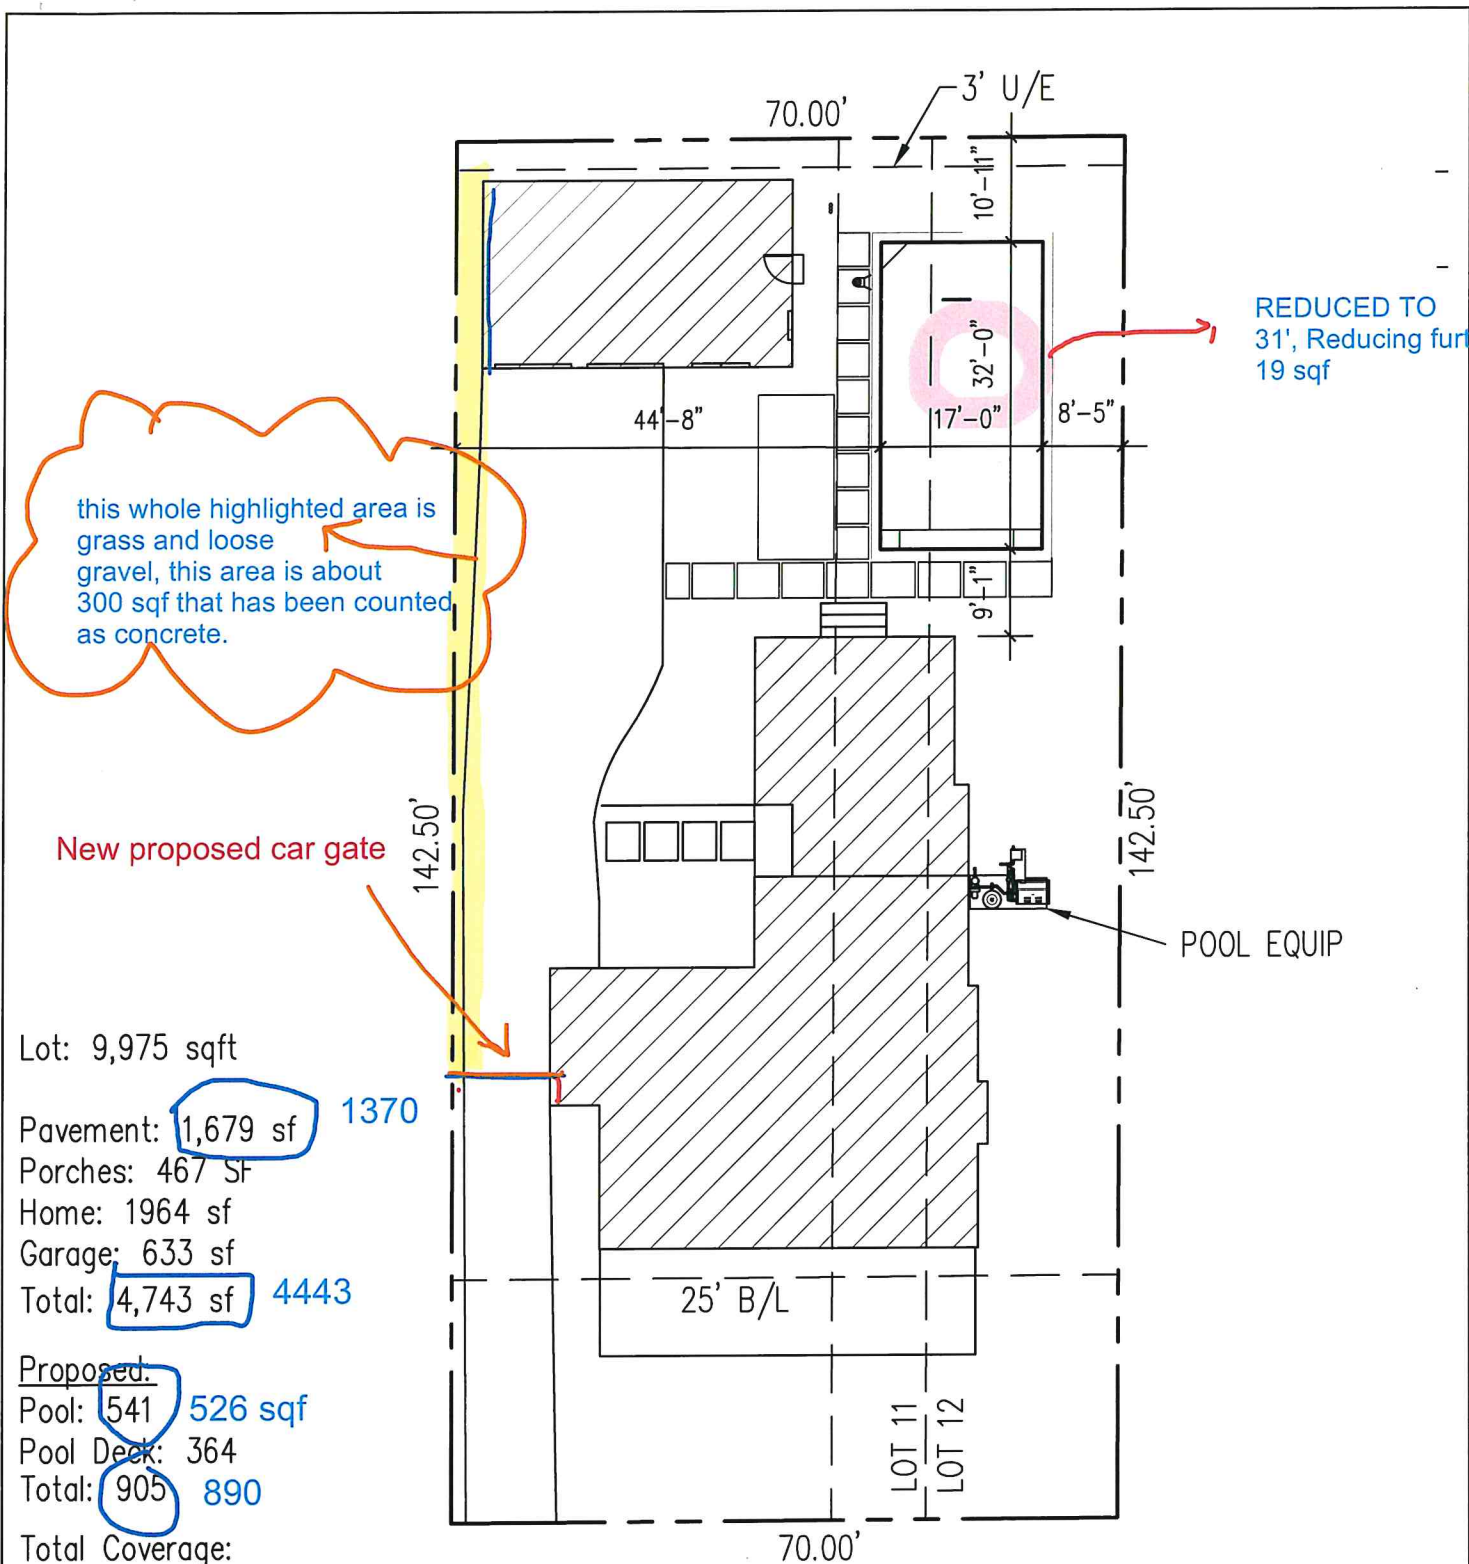 3' U/E
70.00'
10'-11"
REDUCED TO
31', Reducing furt
19 sqf
32'-0"
44'-8"
17'-0"
8'-5"
this whole highlighted area is
grass and loose
gravel, this area is about
300 sqf that has been counted
as concrete.
9'-1"
142.50'
142.50'
New proposed car gate
POOL EQUIP
Lot: 9,975 sqft
Pavement: 1,679 sf 1370
Porches: 467 SF
Home: 1964 sf
Garage: 633 sf
Total: 4,743 sf 4443
25' B/L
Proposed:
Pool: 541 526 sqf
Pool Deck: 364
Total: 905 890
LOT 11
LOT 12
Total Coverage:
70.00'